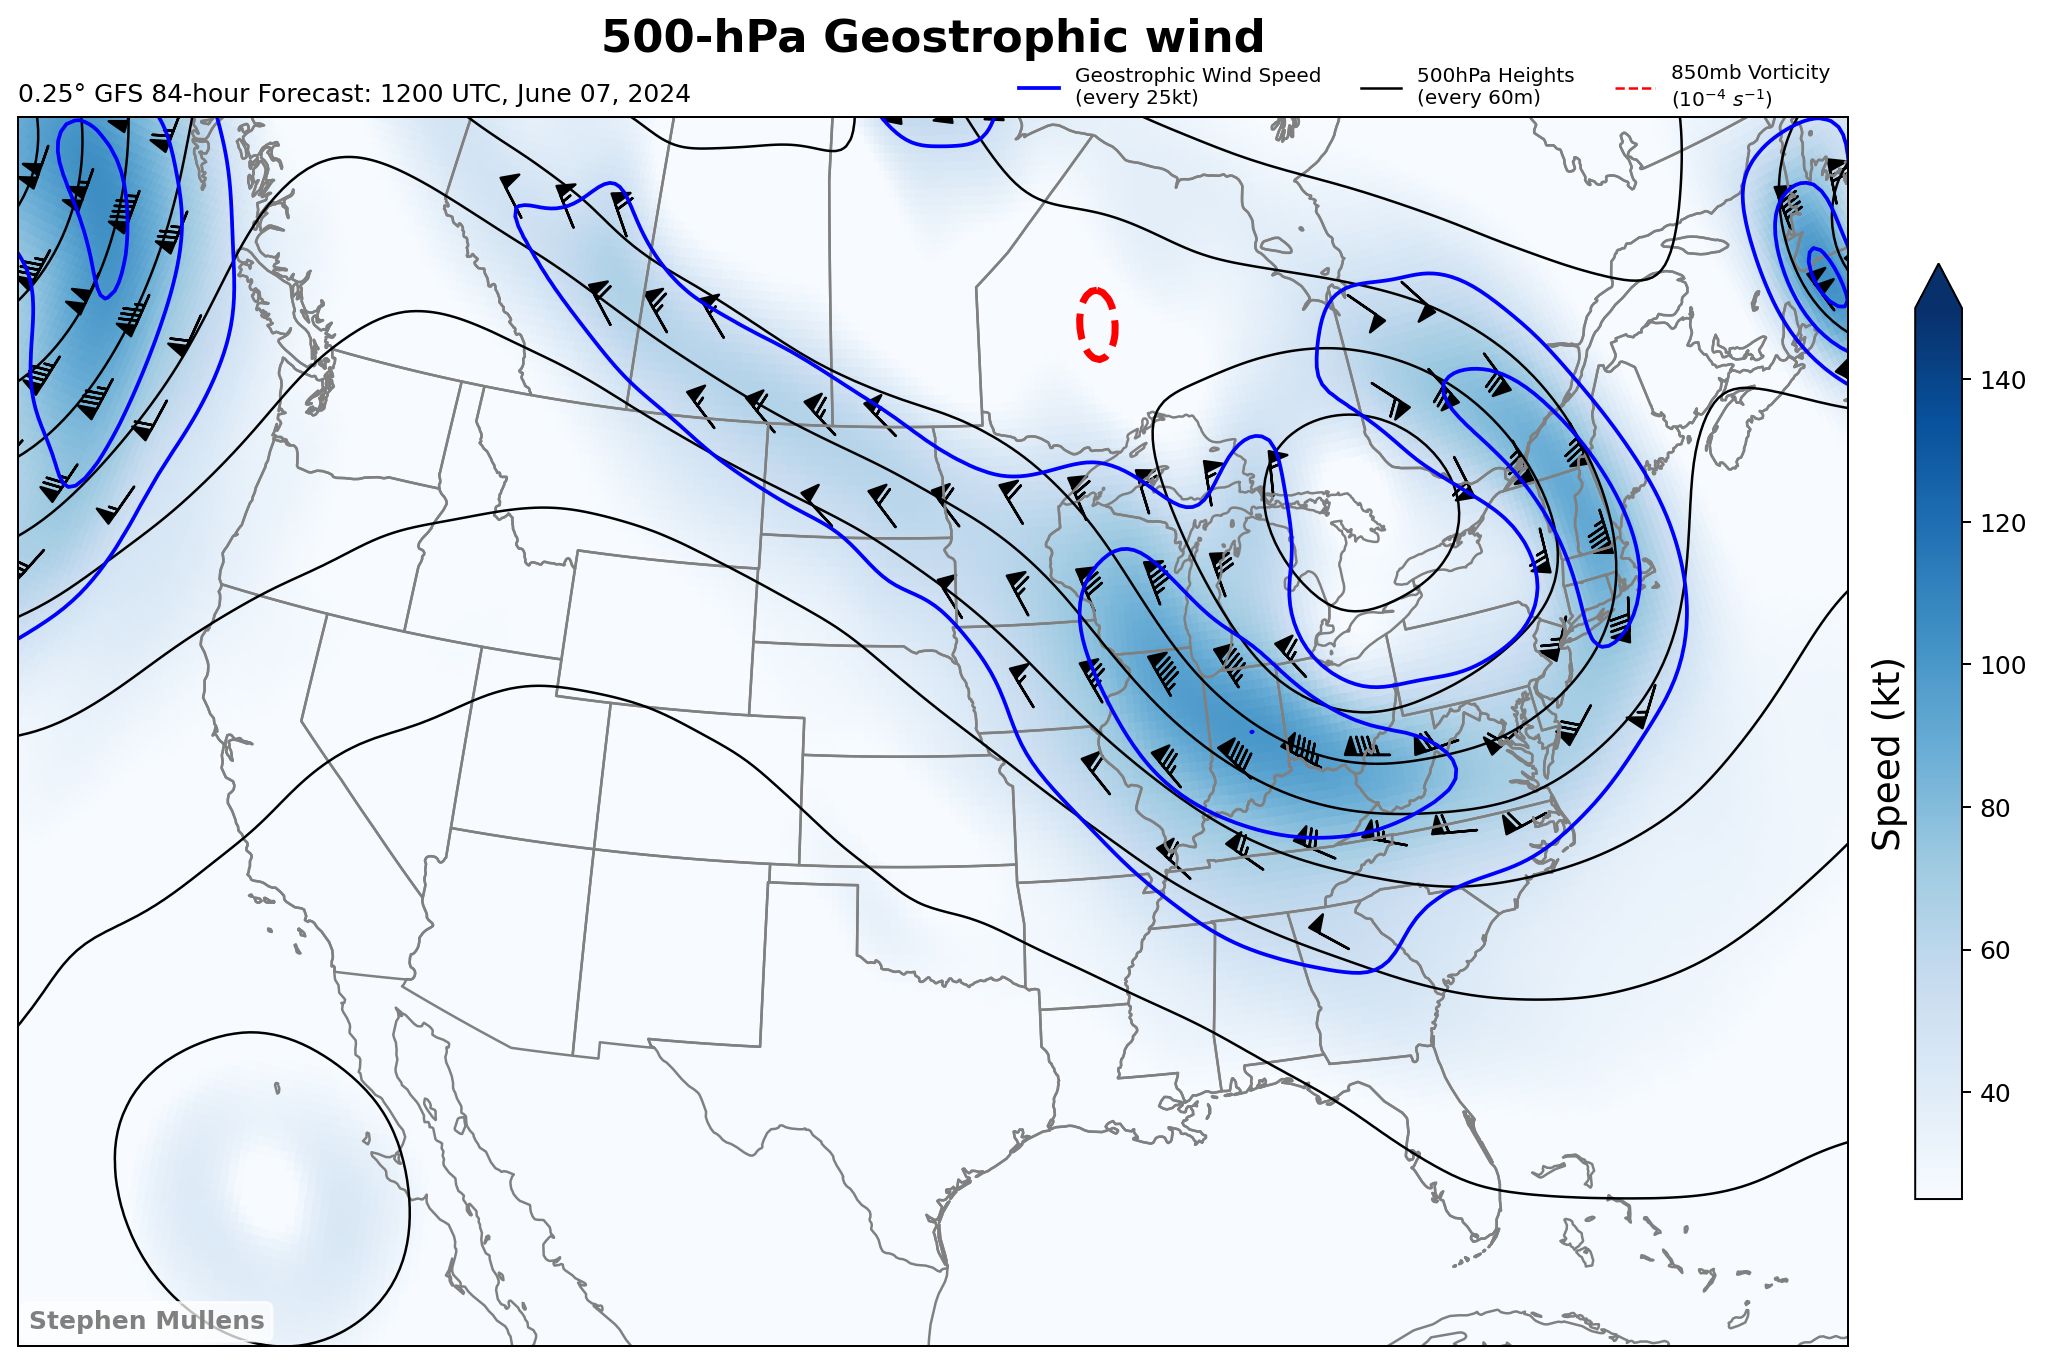 500-hPa Geostrophic wind
0.25° GFS 84-hour Forecast: 1200 UTC, June 07, 2024
Geostrophic Wind Speed
(every 25kt)
500hPa Heights
(every 60m)
850mb Vorticity
(10⁻⁴ s⁻¹)
140
120
100
80
60
40
Speed (kt)
Stephen Mullens